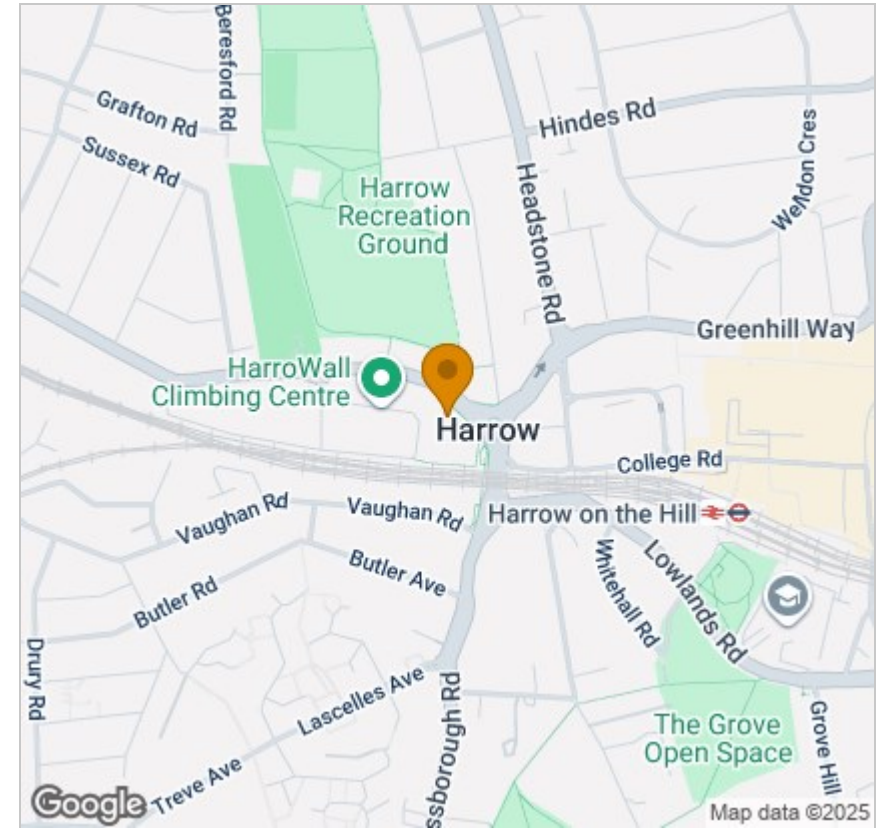 Beresford Rd
Grafton Rd
Sussex Rd
Hindes Rd
Headstone Rd
Harrow
Recreation
Ground
Greenhill Way
HarroWall
Climbing Centre
Harrow
College Rd
Vaughan Rd
Vaughan Rd
Harrow on the Hill
Butler Ave
Butler Rd
Whitehall Rd
Lowlands Rd
Drury Rd
Lascelles Ave
Treve Ave
ssborough Rd
The Grove
Open Space
Grove Hill
Google
Map data ©2025